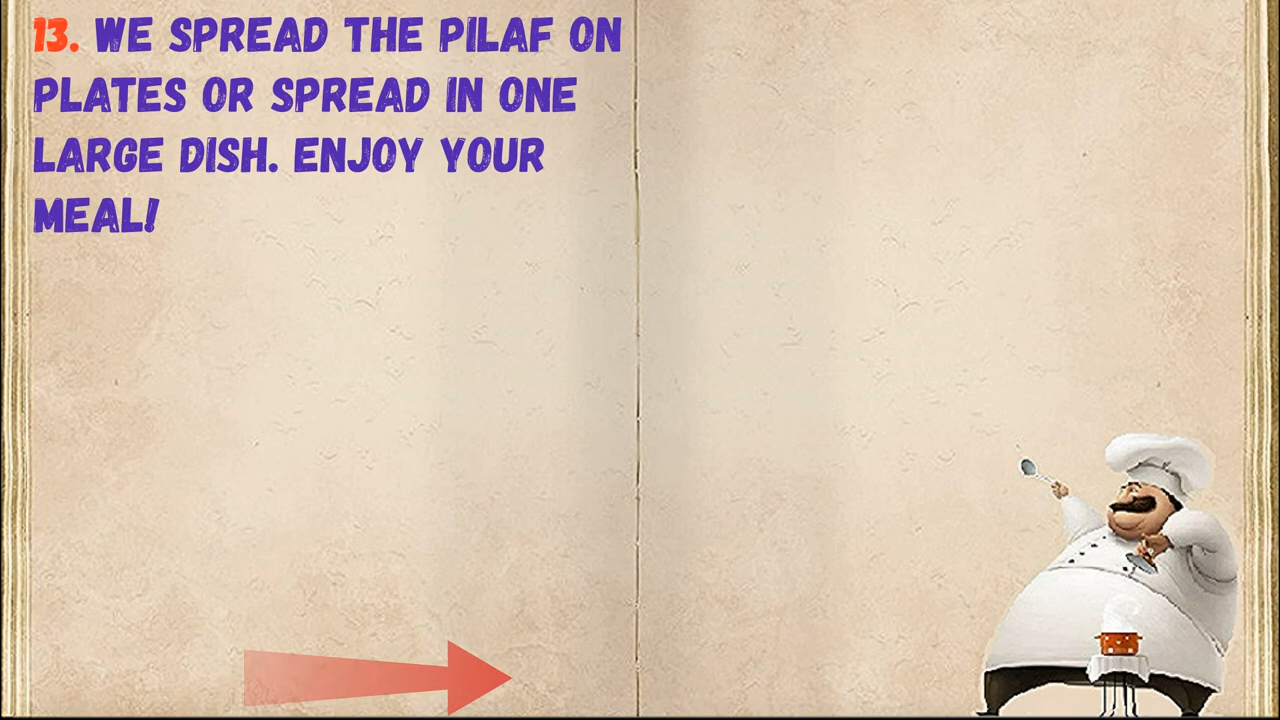 13. WE SPREAD THE PILAF ON
PLATES OR SPREAD IN ONE
LARGE DISH. ENJOY YOUR
MEAL!